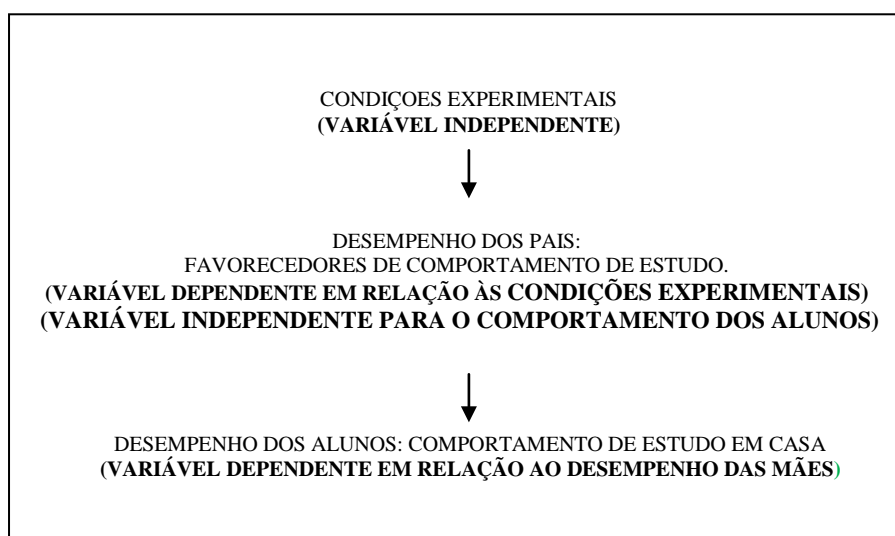 CONDIÇOES EXPERIMENTAIS
(VARIÁVEL INDEPENDENTE)
DESEMPENHO DOS PAIS:
FAVORECEDORES DE COMPORTAMENTO DE ESTUDO.
(VARIÁVEL DEPENDENTE EM RELAÇÃO ÀS CONDIÇÕES EXPERIMENTAIS)
(VARIÁVEL INDEPENDENTE PARA O COMPORTAMENTO DOS ALUNOS)
DESEMPENHO DOS ALUNOS: COMPORTAMENTO DE ESTUDO EM CASA
(VARIÁVEL DEPENDENTE EM RELAÇÃO AO DESEMPENHO DAS MÃES)